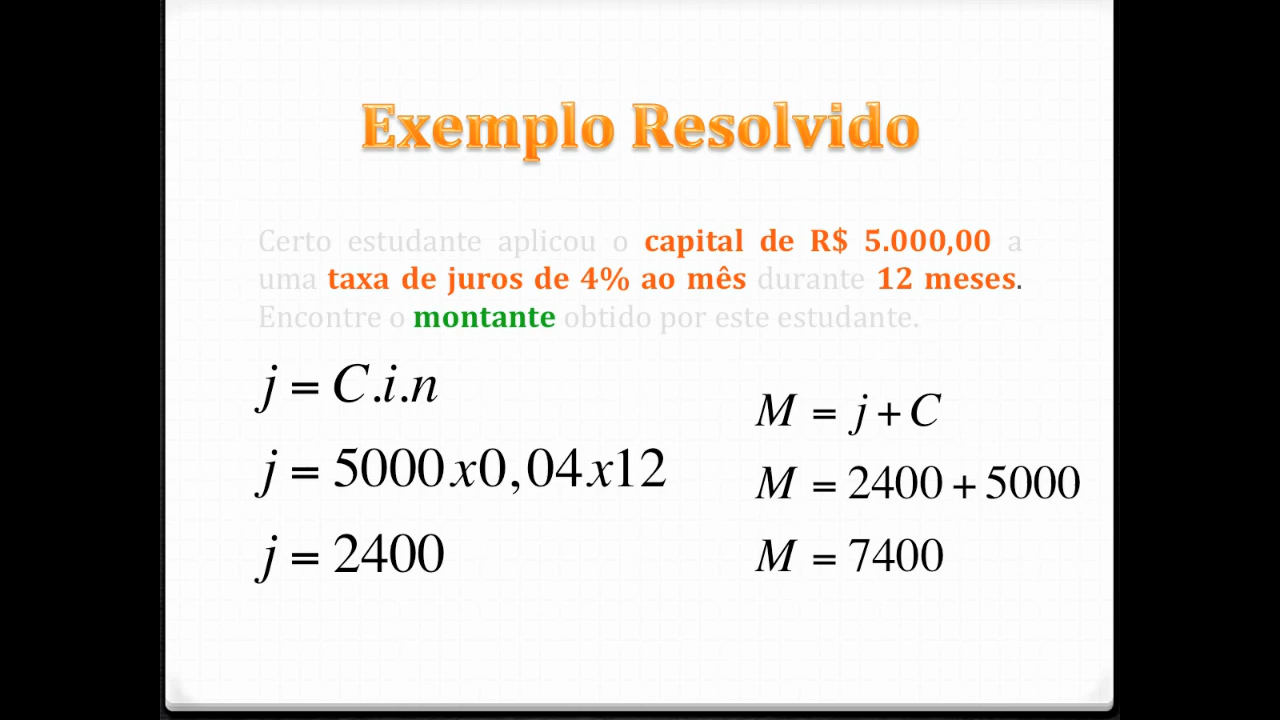 Exemplo Resolvido
Certo estudante aplicou o capital de R$ 5.000,00 a
uma taxa de juros de 4% ao mês durante 12 meses.
Encontre o montante obtido por este estudante.
j = C.i.n
j = 5000x0,04x12
j = 2400
M = j + C
M = 2400 + 5000
M = 7400